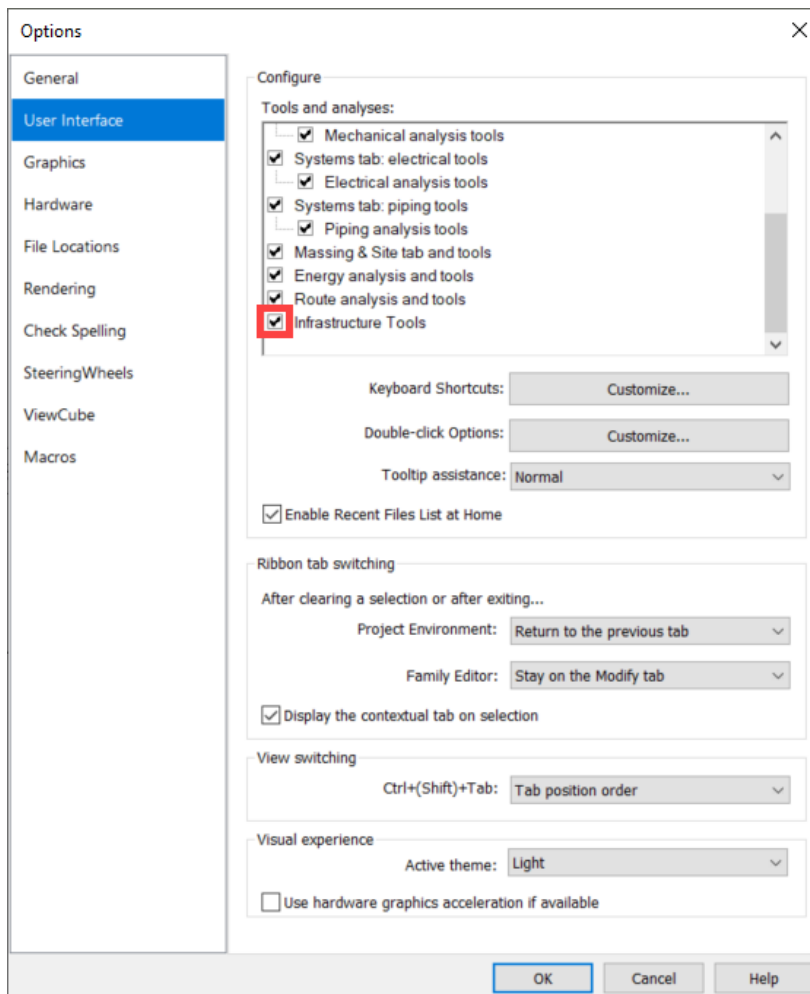 Options
General
User Interface
Graphics
Hardware
File Locations
Rendering
Check Spelling
SteeringWheels
ViewCube
Macros
Configure
Tools and analyses:
Mechanical analysis tools
Systems tab: electrical tools
Electrical analysis tools
Systems tab: piping tools
Piping analysis tools
Massing & Site tab and tools
Energy analysis and tools
Route analysis and tools
Infrastructure Tools
Keyboard Shortcuts: Customize...
Double-click Options: Customize...
Tooltip assistance: Normal
Enable Recent Files List at Home
Ribbon tab switching
After clearing a selection or after exiting...
Project Environment: Return to the previous tab
Family Editor: Stay on the Modify tab
Display the contextual tab on selection
View switching
Ctrl+(Shift)+Tab: Tab position order
Visual experience
Active theme: Light
Use hardware graphics acceleration if available
OK Cancel Help